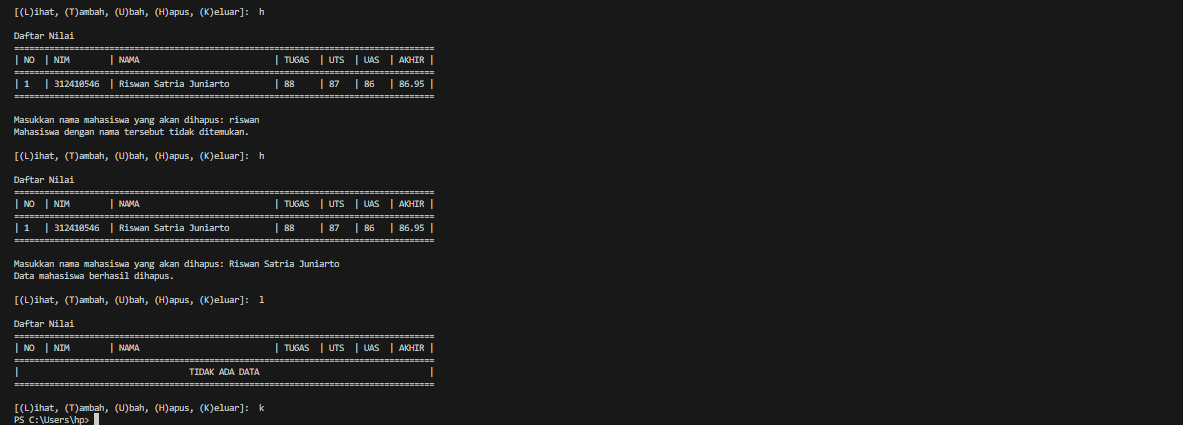 [(L)ihat, (T)ambah, (U)bah, (H)apus, (K)eluar]:  h
Daftar Nilai
====================================================================================
| NO  | NIM        | NAMA                           | TUGAS  | UTS  | UAS  | AKHIR |
====================================================================================
| 1   | 312410546  | Riswan Satria Juniarto         | 88     | 87   | 86   | 86.95 |
====================================================================================
Masukkan nama mahasiswa yang akan dihapus: riswan
Mahasiswa dengan nama tersebut tidak ditemukan.
[(L)ihat, (T)ambah, (U)bah, (H)apus, (K)eluar]:  h
Daftar Nilai
====================================================================================
| NO  | NIM        | NAMA                           | TUGAS  | UTS  | UAS  | AKHIR |
====================================================================================
| 1   | 312410546  | Riswan Satria Juniarto         | 88     | 87   | 86   | 86.95 |
====================================================================================
Masukkan nama mahasiswa yang akan dihapus: Riswan Satria Juniarto
Data mahasiswa berhasil dihapus.
[(L)ihat, (T)ambah, (U)bah, (H)apus, (K)eluar]:  l
Daftar Nilai
====================================================================================
| NO  | NIM        | NAMA                           | TUGAS  | UTS  | UAS  | AKHIR |
====================================================================================
|                                  TIDAK ADA DATA                                  |
====================================================================================
[(L)ihat, (T)ambah, (U)bah, (H)apus, (K)eluar]:  k
PS C:\Users\hp>